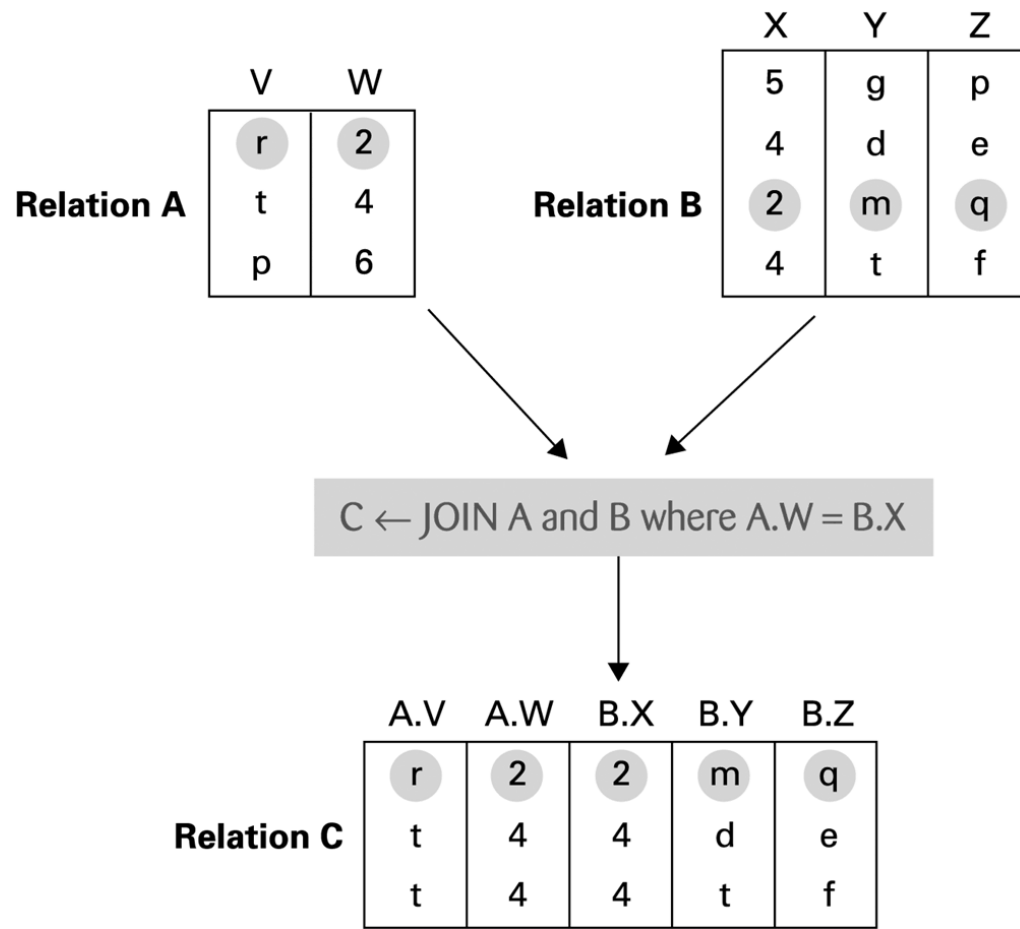 V W
r 2
Relation A t 4
p 6
X Y Z
5 g p
4 d e
Relation B 2 m q
4 t f
C ← JOIN A and B where A.W = B.X
A.V A.W B.X B.Y B.Z
r 2 2 m q
Relation C t 4 4 d e
t 4 4 t f